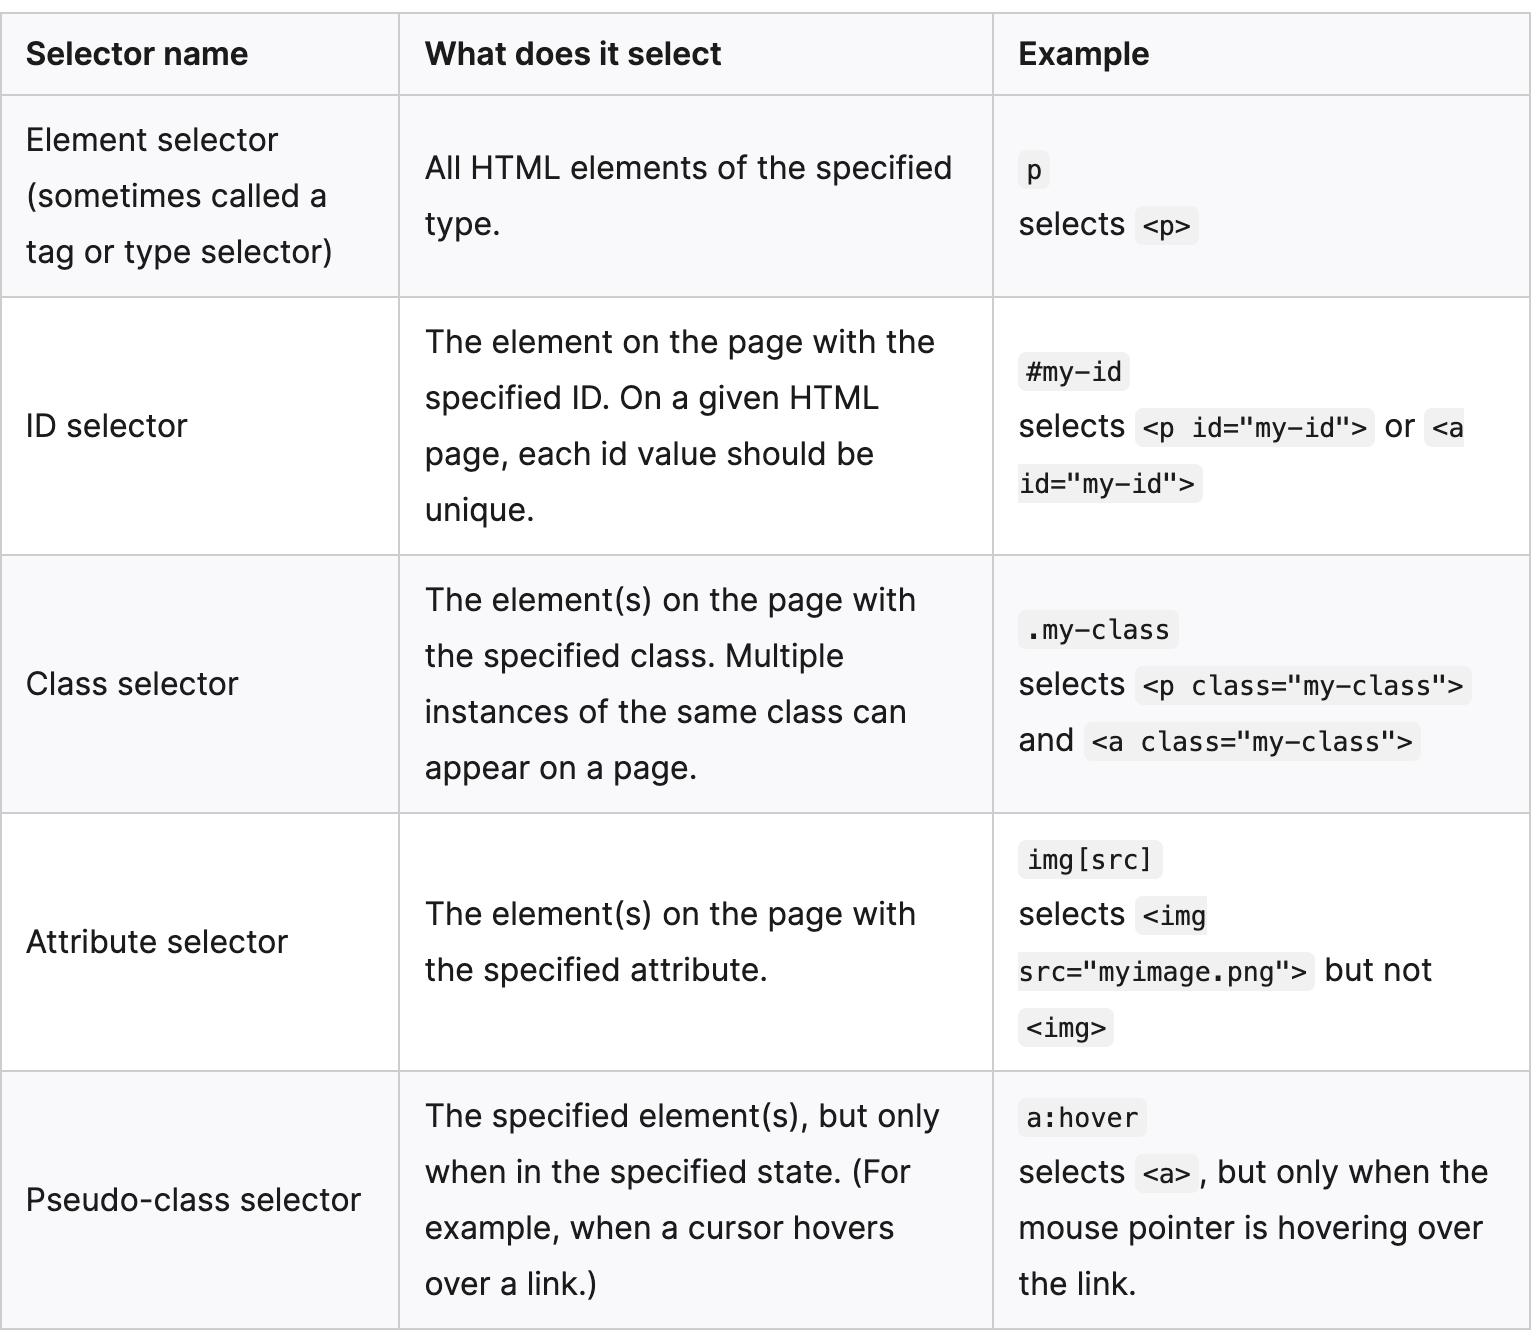 Selector name
What does it select
Example
Element selector
(sometimes called a
tag or type selector)
All HTML elements of the specified
type.
p
selects <p>
ID selector
The element on the page with the
specified ID. On a given HTML
page, each id value should be
unique.
#my-id
selects <p id="my-id"> or <a
id="my-id">
Class selector
The element(s) on the page with
the specified class. Multiple
instances of the same class can
appear on a page.
.my-class
selects <p class="my-class">
and <a class="my-class">
Attribute selector
The element(s) on the page with
the specified attribute.
img[src]
selects <img
src="myimage.png"> but not
<img>
Pseudo-class selector
The specified element(s), but only
when in the specified state. (For
example, when a cursor hovers
over a link.)
a:hover
selects <a>, but only when the
mouse pointer is hovering over
the link.